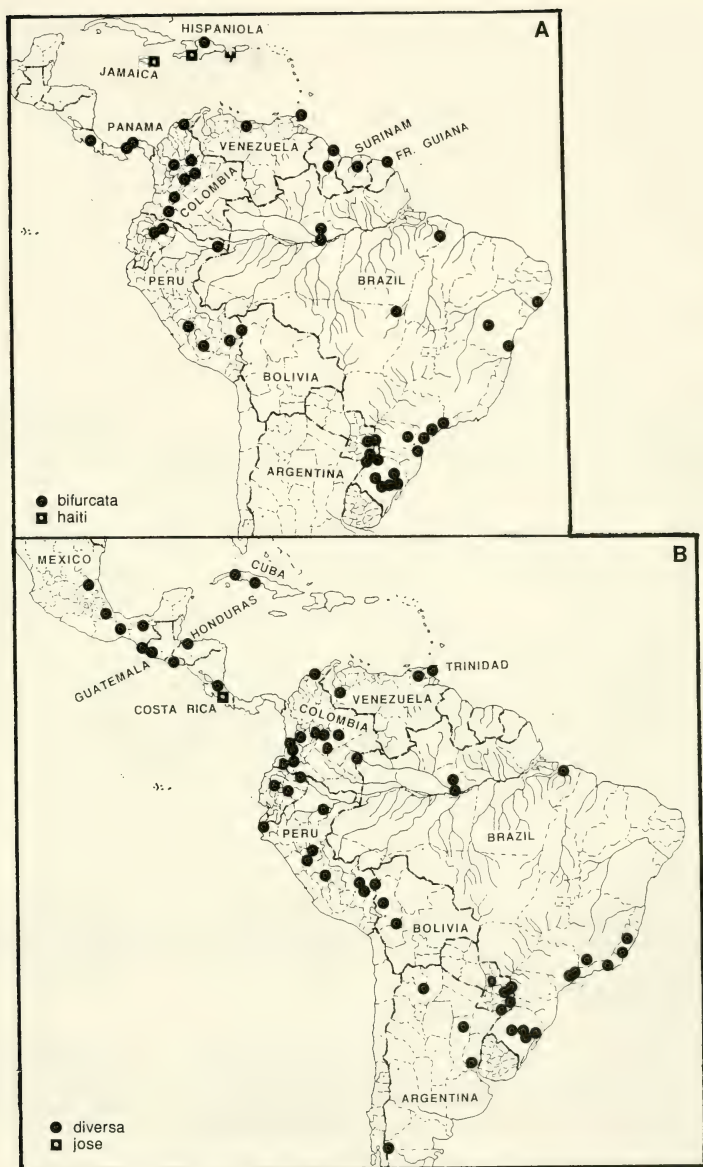 A
HISPANIOLA
JAMAICA
PANAMA
VENEZUELA
SURINAM
FR. GUIANA
COLOMBIA
PERU
BRAZIL
BOLIVIA
ARGENTINA
bifurcata
haiti
B
MEXICO
CUBA
HONDURAS
GUATEMALA
TRINIDAD
COSTA RICA
VENEZUELA
COLOMBIA
PERU
BRAZIL
BOLIVIA
ARGENTINA
diversa
jose